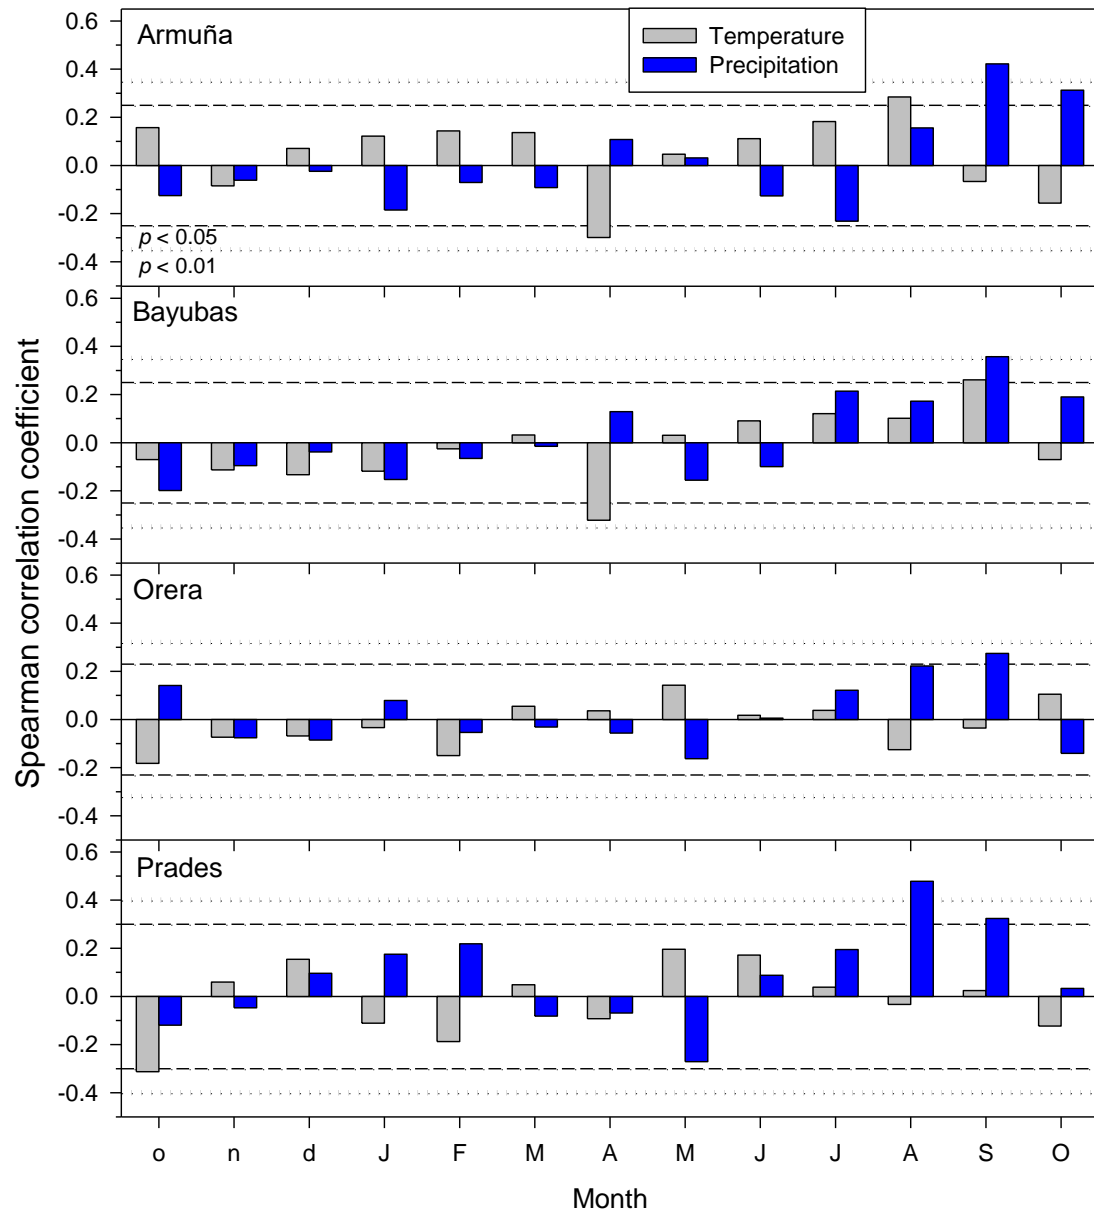 Spearman correlation coefficient
Armuña
Temperature
Precipitation
0.6
0.4
0.2
0.0
-0.2
-0.4
p < 0.05
p < 0.01
Bayubas
0.6
0.4
0.2
0.0
-0.2
-0.4
Orera
0.6
0.4
0.2
0.0
-0.2
-0.4
Prades
0.6
0.4
0.2
0.0
-0.2
-0.4
o n d J F M A M J J A S O
Month